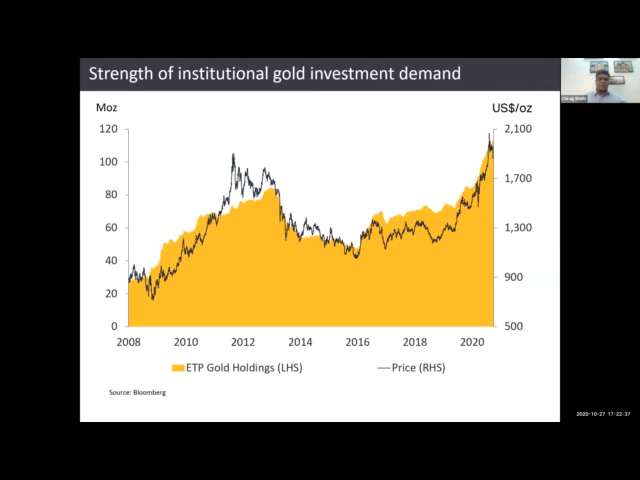 Strength of institutional gold investment demand
Moz
US$/oz
120
100
80
60
40
20
0
2,100
1,700
1,300
900
500
2008
2010
2012
2014
2016
2018
2020
ETP Gold Holdings (LHS)
Price (RHS)
Source: Bloomberg
Chirag Sheth
2020-10-27 17:22:37